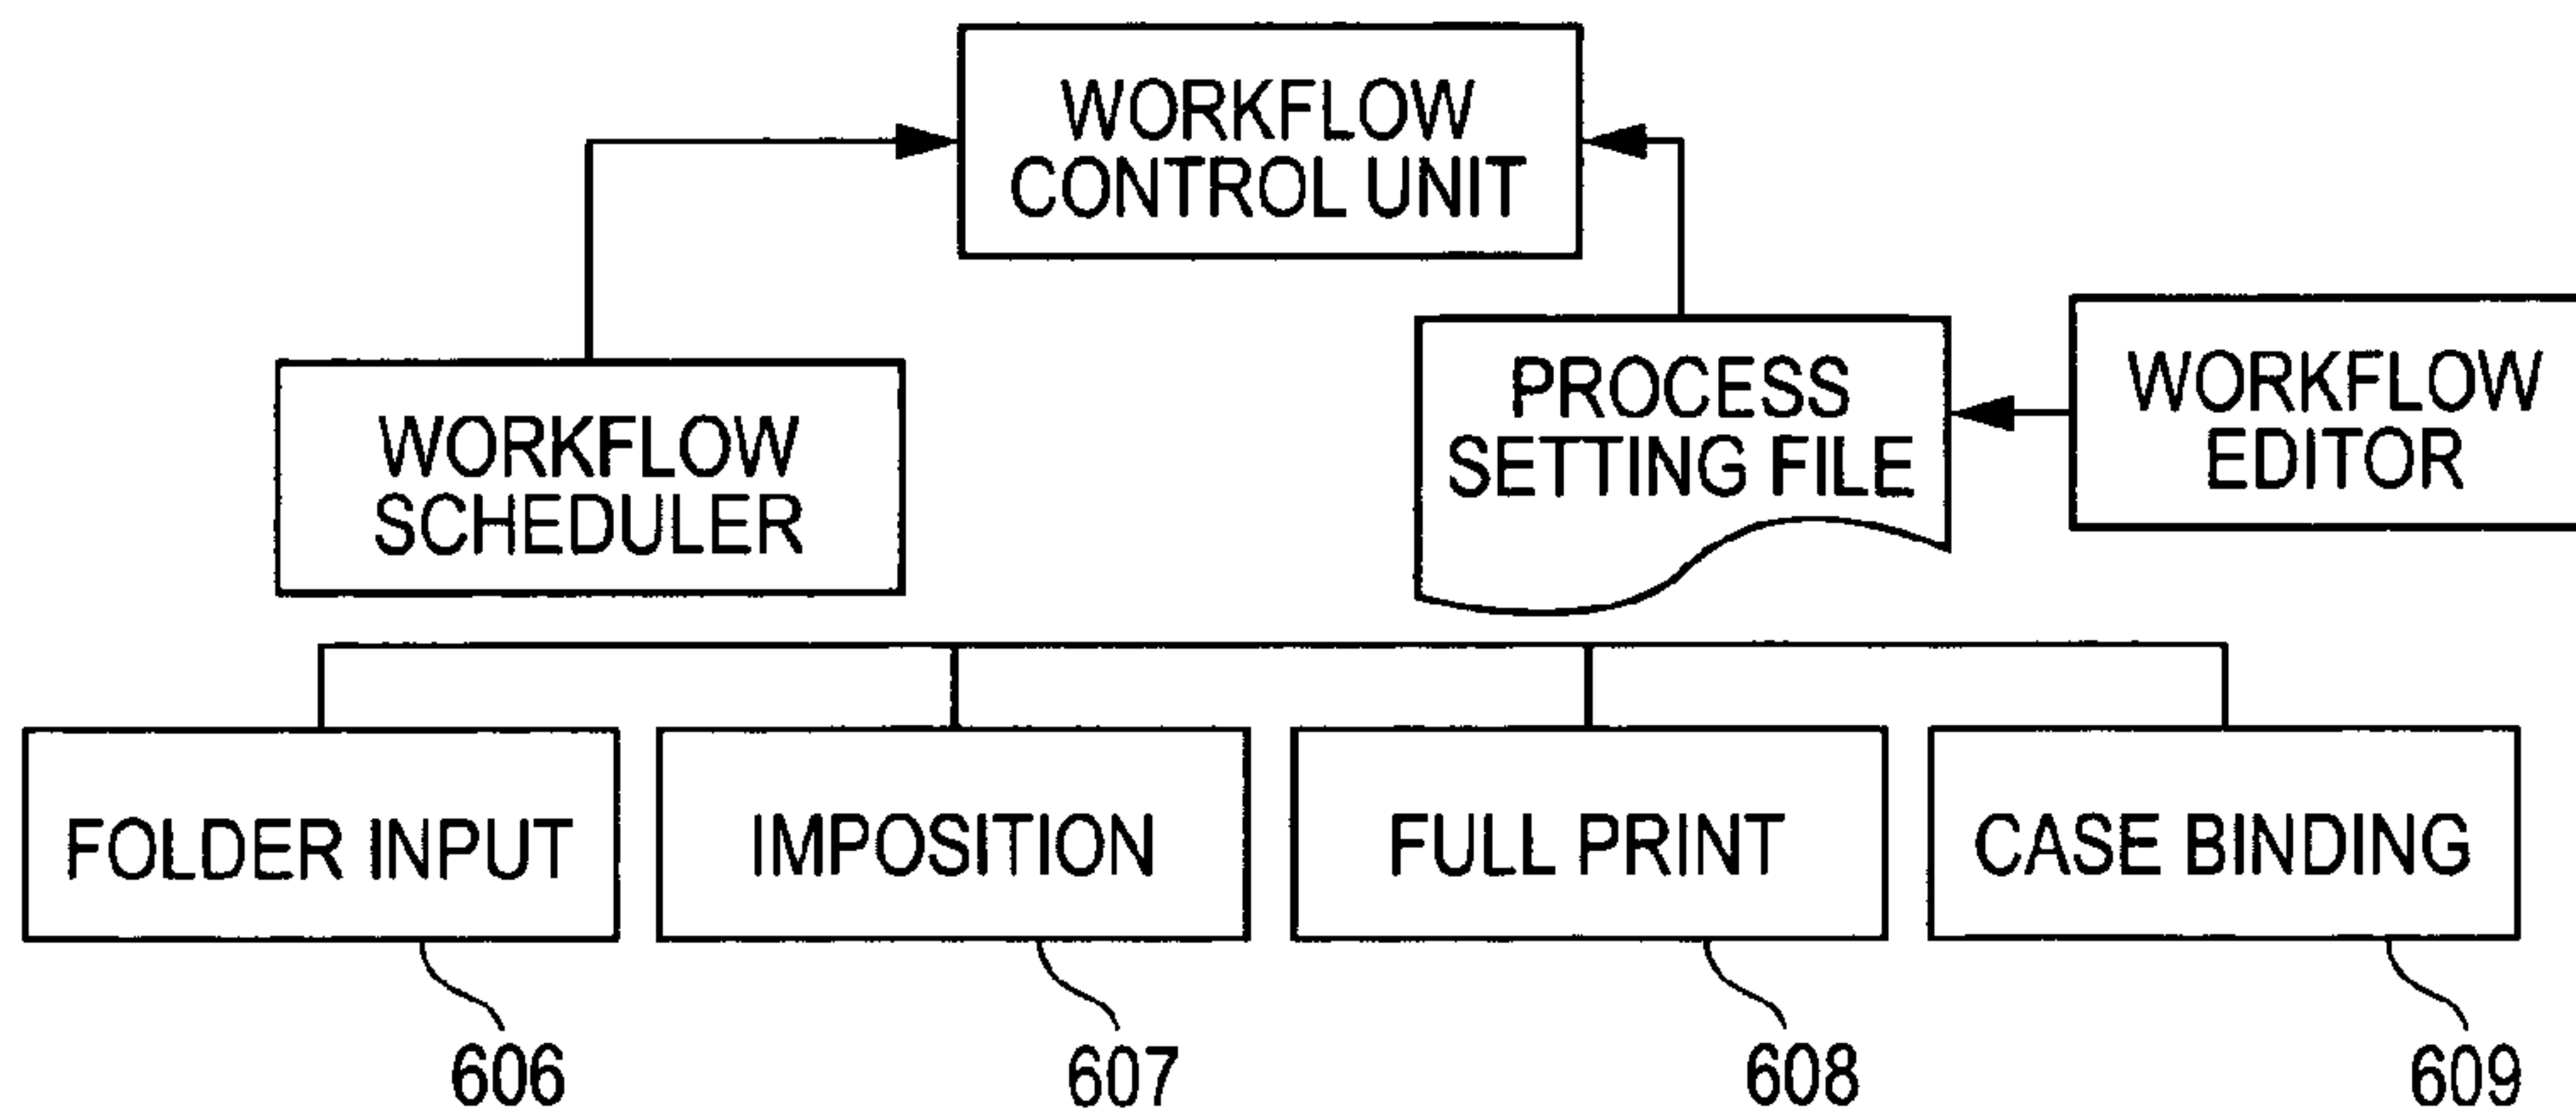 WORKFLOW
CONTROL UNIT
WORKFLOW
SCHEDULER
PROCESS
SETTING FILE
WORKFLOW
EDITOR
FOLDER INPUT
IMPOSITION
FULL PRINT
CASE BINDING
606
607
608
609